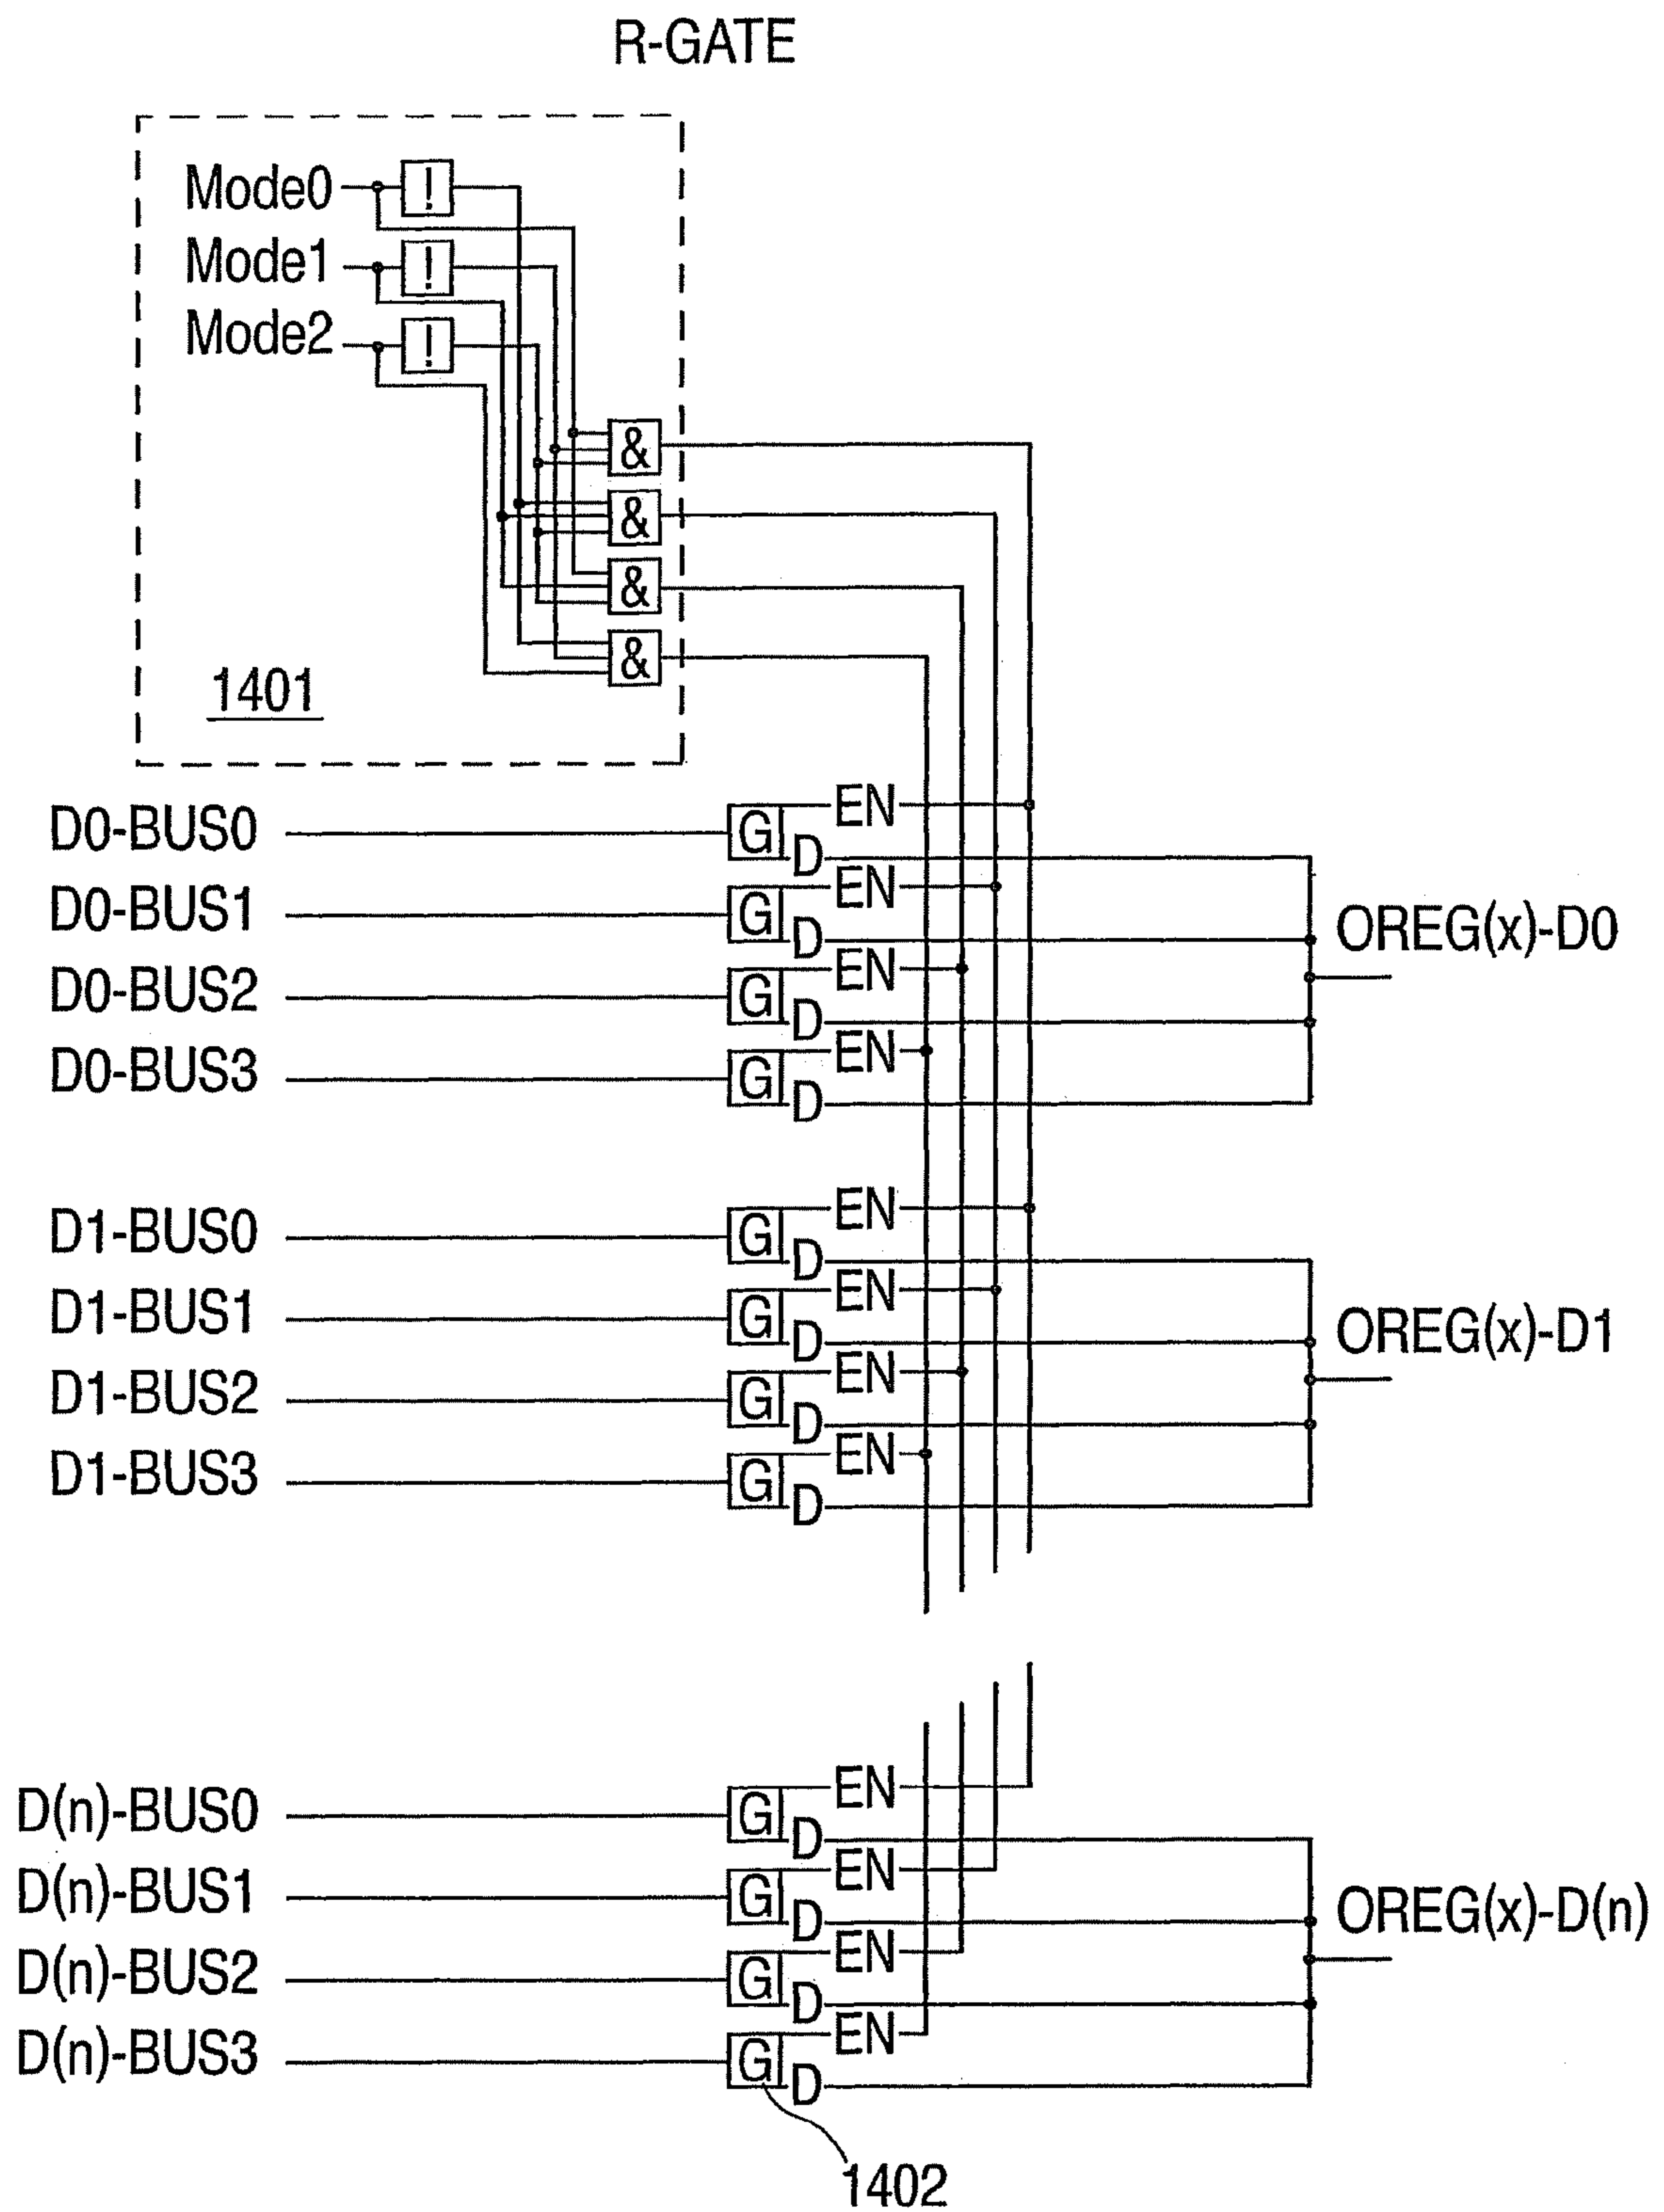 R-GATE
Mode0 !
Mode1 !
Mode2 !
&
&
&
&
1401
D0-BUS0 G EN D
D0-BUS1 G EN D
D0-BUS2 G EN D
D0-BUS3 G EN D
OREG(x)-D0
D1-BUS0 G EN D
D1-BUS1 G EN D
D1-BUS2 G EN D
D1-BUS3 G EN D
OREG(x)-D1
D(n)-BUS0 G EN D
D(n)-BUS1 G EN D
D(n)-BUS2 G EN D
D(n)-BUS3 G EN D
OREG(x)-D(n)
1402